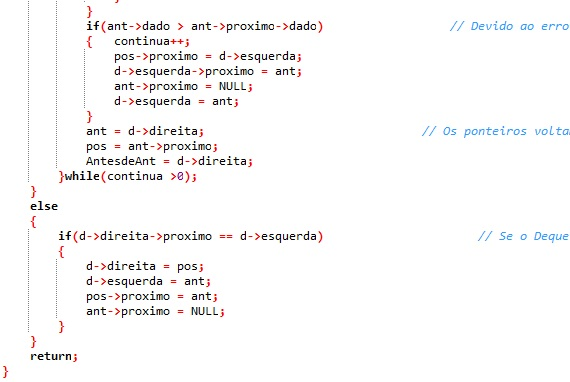 }
if(ant->dado > ant->proximo->dado) // Devido ao erro
{ continua++;
pos->proximo = d->esquerda;
d->esquerda->proximo = ant;
ant->proximo = NULL;
d->esquerda = ant;
}
ant = d->direita; // Os ponteiros
pos = ant->proximo;
AntesdeAnt = d->direita;
}while(continua >0);
}
else
{
if(d->direita->proximo == d->esquerda) // Se o Deque
{
d->direita = pos;
d->esquerda = ant;
pos->proximo = ant;
ant->proximo = NULL;
}
}
return;
}